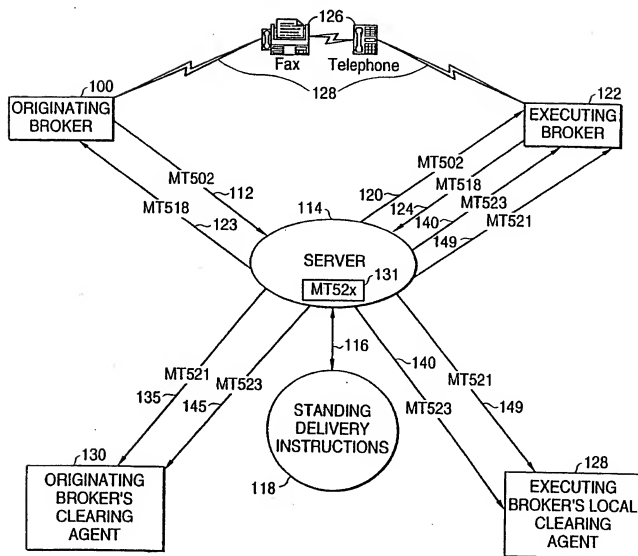 126
Fax
Telephone
128
100
ORIGINATING
BROKER
122
EXECUTING
BROKER
MT502
112
MT518
123
MT502
120
MT518
124
MT523
140
MT521
149
114
SERVER
131
MT52x
116
MT521
135
MT523
145
140
MT523
MT521
149
STANDING
DELIVERY
INSTRUCTIONS
118
130
ORIGINATING
BROKER'S
CLEARING
AGENT
128
EXECUTING
BROKER'S LOCAL
CLEARING
AGENT